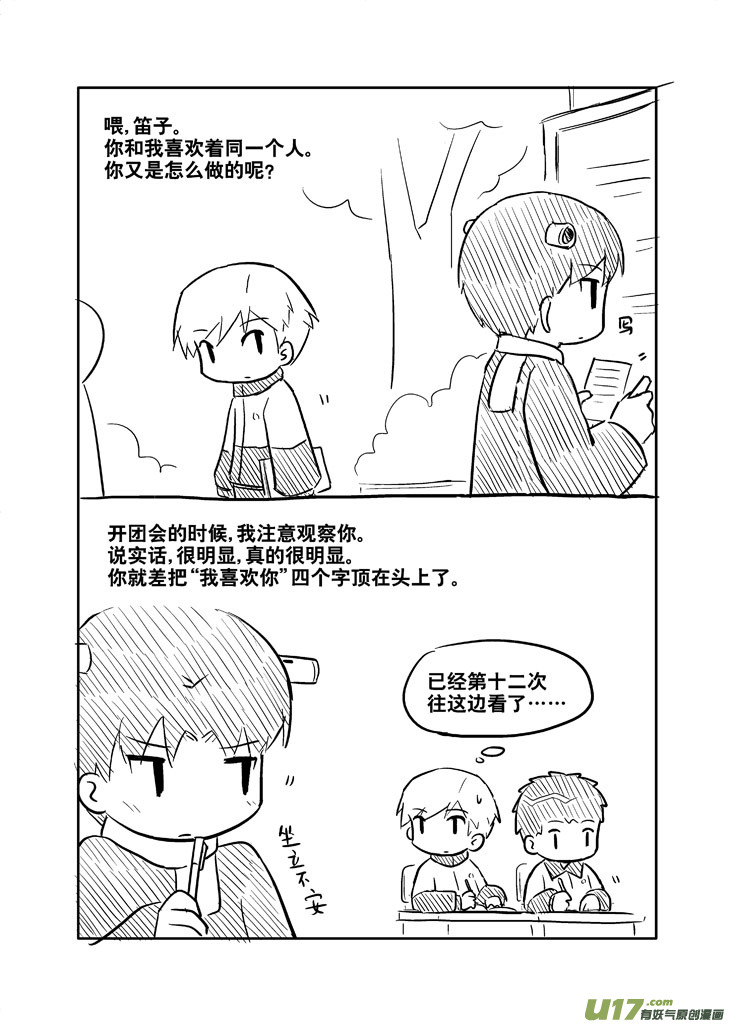 喂,笛子。
你和我喜欢着同一个人。
你又是怎么做的呢?
写
开团会的时候,我注意观察你。
说实话,很明显,真的很明显。
你就差把“我喜欢你”四个字顶在头上了。
已经第十二次
往这边看了……
坐立不安
U17.com
有妖气原创漫画